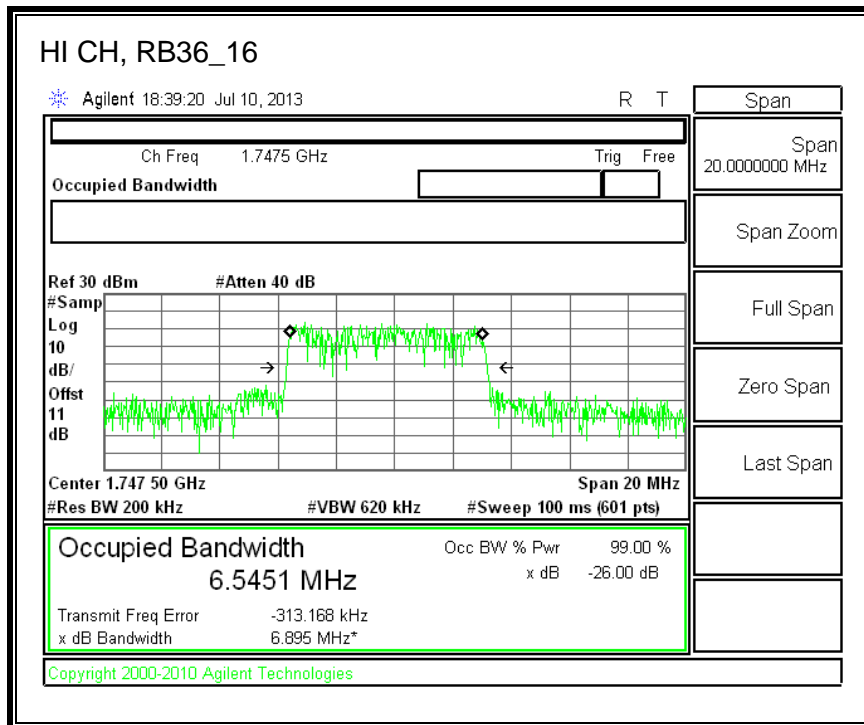 HI CH, RB36_16
Agilent 18:39:20 Jul 10, 2013 R T
Ch Freq 1.7475 GHz Trig Free
Occupied Bandwidth
Ref 30 dBm #Atten 40 dB
#Samp
Log
10
dB/
Offst
11
dB
Center 1.747 50 GHz Span 20 MHz
#Res BW 200 kHz #VBW 620 kHz #Sweep 100 ms (601 pts)
Occupied Bandwidth Occ BW % Pwr 99.00 %
6.5451 MHz x dB -26.00 dB
Transmit Freq Error -313.168 kHz
x dB Bandwidth 6.895 MHz*
Copyright 2000-2010 Agilent Technologies
Span
Span
20.0000000 MHz
Span Zoom
Full Span
Zero Span
Last Span